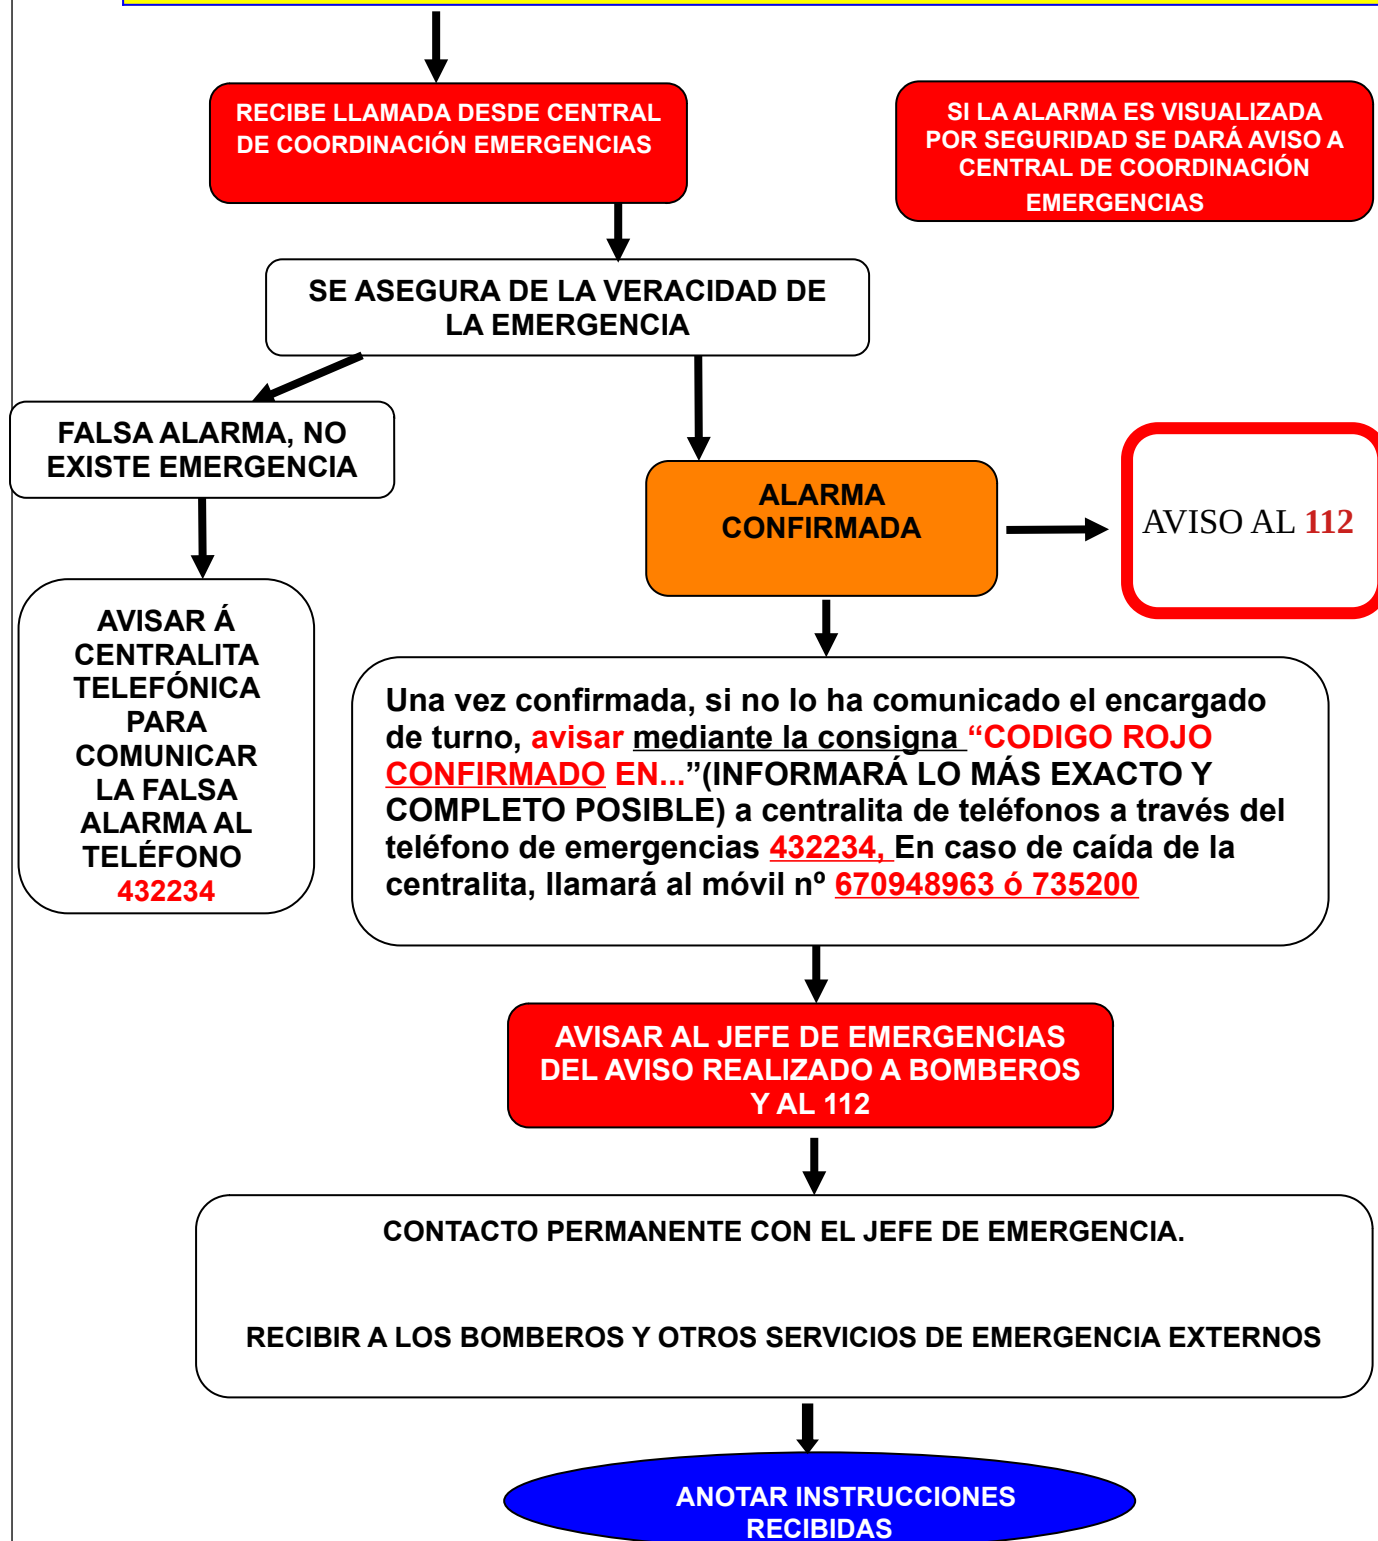 RECIBE LLAMADA DESDE CENTRAL
DE COORDINACIÓN EMERGENCIAS
SI LA ALARMA ES VISUALIZADA
POR SEGURIDAD SE DARÁ AVISO A
CENTRAL DE COORDINACIÓN
EMERGENCIAS
SE ASEGURA DE LA VERACIDAD DE
LA EMERGENCIA
FALSA ALARMA, NO
EXISTE EMERGENCIA
ALARMA
CONFIRMADA
AVISO AL 112
AVISAR Á
CENTRALITA
TELEFÓNICA
PARA
COMUNICAR
LA FALSA
ALARMA AL
TELÉFONO
432234
Una vez confirmada, si no lo ha comunicado el encargado
de turno, avisar mediante la consigna “CODIGO ROJO
CONFIRMADO EN...”(INFORMARÁ LO MÁS EXACTO Y
COMPLETO POSIBLE) a centralita de teléfonos a través del
teléfono de emergencias 432234, En caso de caída de la
centralita, llamará al móvil nº 670948963 ó 735200
AVISAR AL JEFE DE EMERGENCIAS
DEL AVISO REALIZADO A BOMBEROS
Y AL 112
CONTACTO PERMANENTE CON EL JEFE DE EMERGENCIA.
RECIBIR A LOS BOMBEROS Y OTROS SERVICIOS DE EMERGENCIA EXTERNOS
ANOTAR INSTRUCCIONES
RECIBIDAS